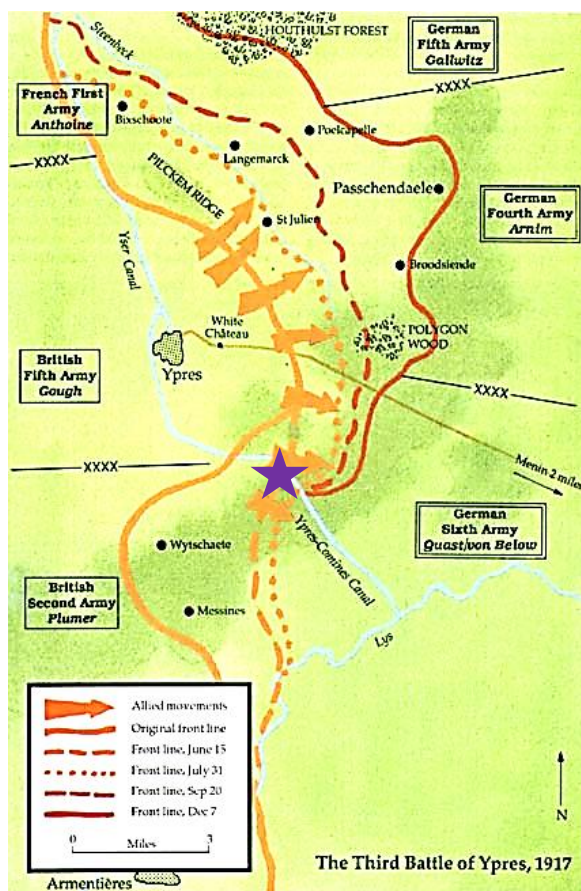 Steenbeck
HOUTHULST FOREST
German
Fifth Army
Gallwitz
French First
Army
Anthoine
XXXX
XXXX
Bixschoote
Poelcapelle
Langemarck
Passchendaele
PILCKEM RIDGE
German
Fourth Army
Arnim
St Julien
Yser Canal
Broodsiende
White
Château
Ypres
POLYGON
WOOD
British
Fifth Army
Gough
XXXX
XXXX
Menin 2 miles
German
Sixth Army
Quast/von Below
Wytschaete
Ypres-Comines Canal
British
Second Army
Plumer
Messines
Lys
Allied movements
Original front line
Front line, June 15
Front line, July 31
Front line, Sep 20
Front line, Dec 7
0 3
Miles
N
The Third Battle of Ypres, 1917
Armentières